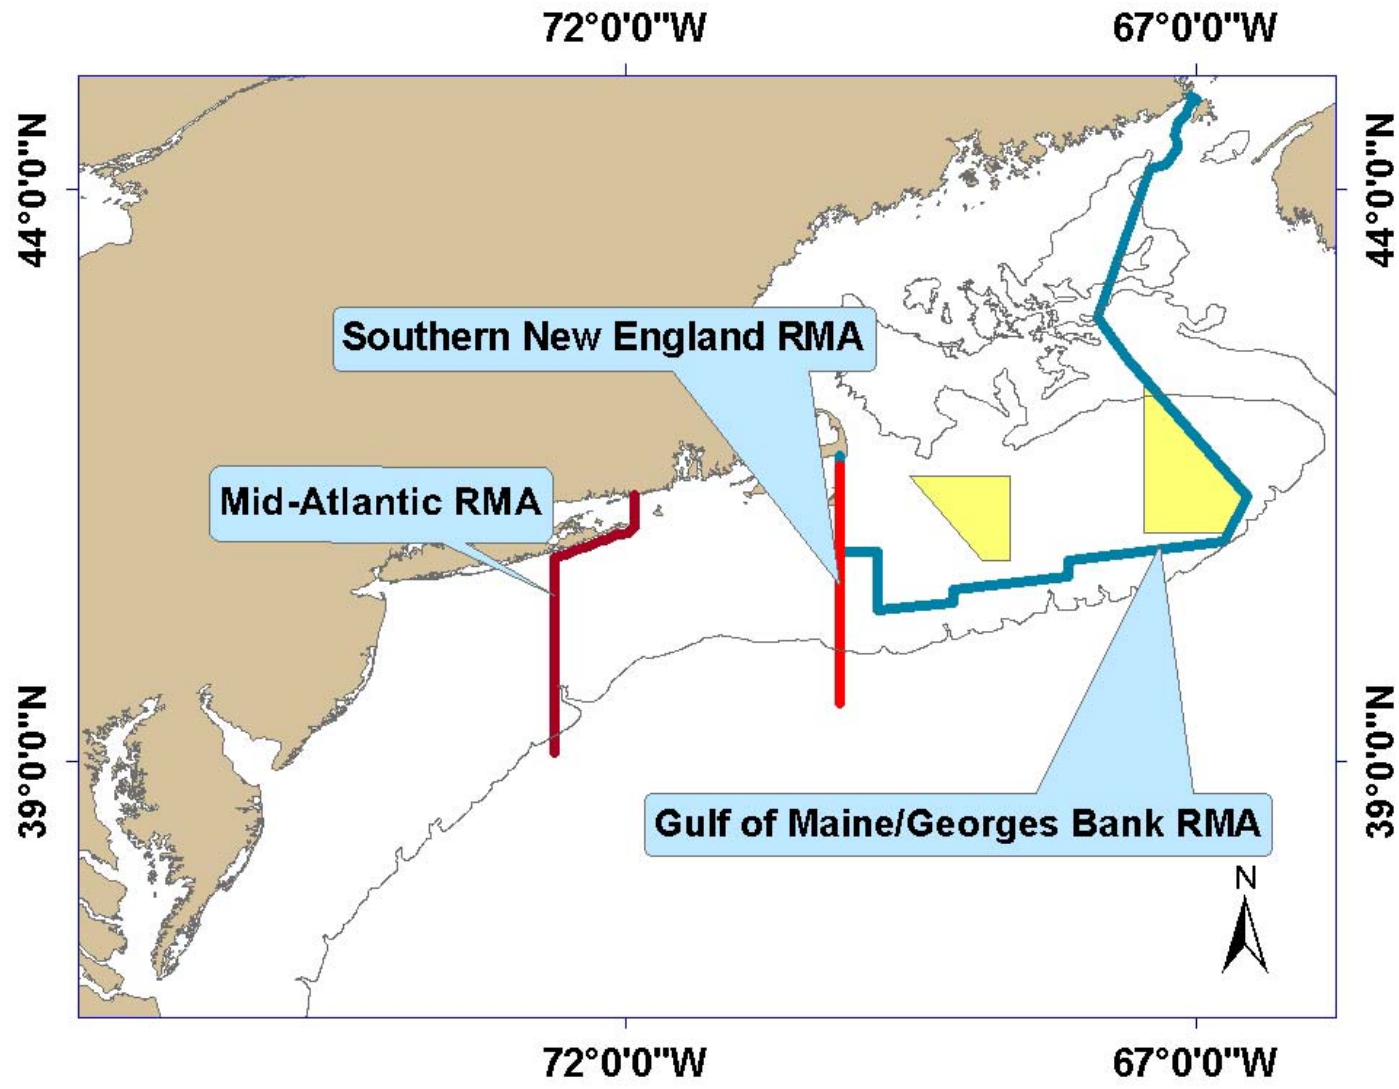 72°0'0"W 67°0'0"W
44°0'0"N 44°0'0"N
Southern New England RMA
Mid-Atlantic RMA
39°0'0"N 39°0'0"N
Gulf of Maine/Georges Bank RMA
N
72°0'0"W 67°0'0"W